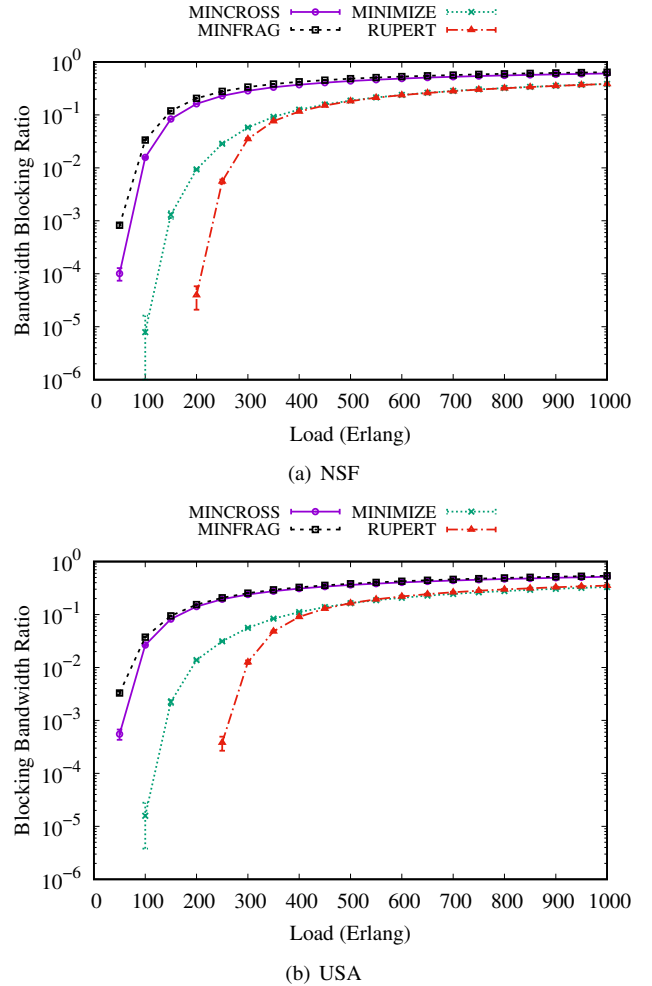 MINCROSS MINIMIZE
MINFRAG RUPERT
Bandwidth Blocking Ratio
10^0
10^-1
10^-2
10^-3
10^-4
10^-5
10^-6
0 100 200 300 400 500 600 700 800 900 1000
Load (Erlang)
(a) NSF
MINCROSS MINIMIZE
MINFRAG RUPERT
Blocking Bandwidth Ratio
10^0
10^-1
10^-2
10^-3
10^-4
10^-5
10^-6
0 100 200 300 400 500 600 700 800 900 1000
Load (Erlang)
(b) USA